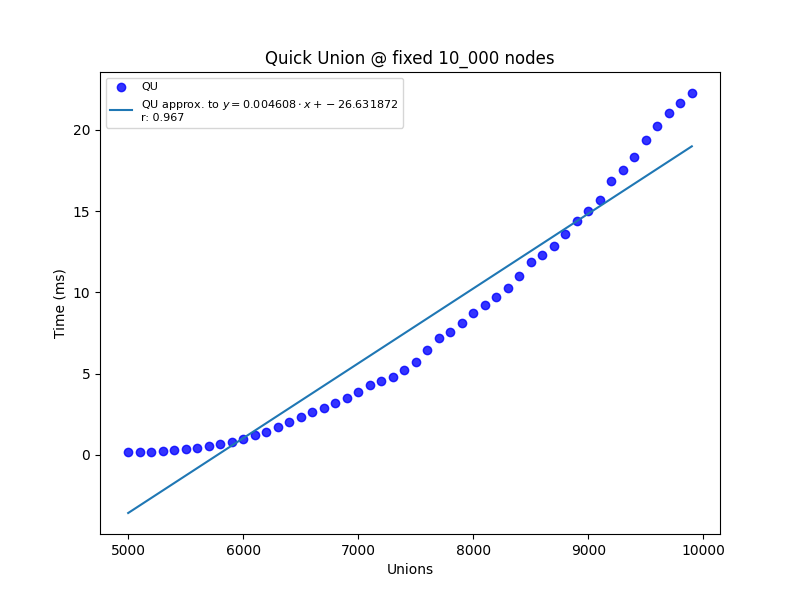 Quick Union @ fixed 10_000 nodes
QU
QU approx. to y = 0.004608 · x + − 26.631872
r: 0.967
20
15
10
5
0
Time (ms)
5000 6000 7000 8000 9000 10000
Unions